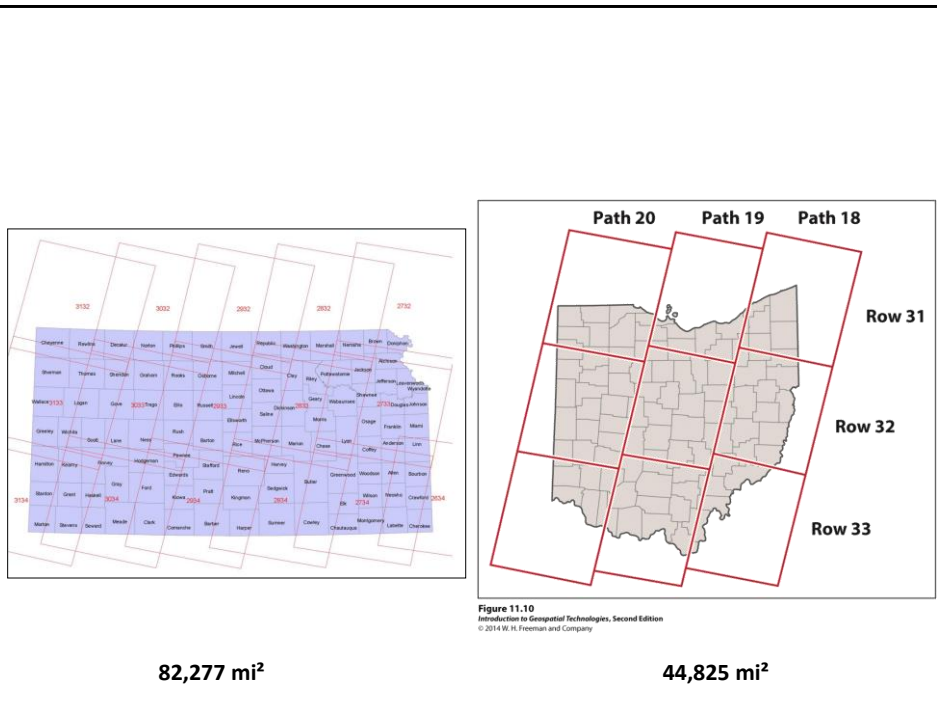 3132 3032 2932 2832 2732
Cheyenne Rawlins Decatur Norton Phillips Smith Jewell Republic Washington Marshall Nemaha Brown Doniphan
Atchison
Sherman Thomas Sheridan Graham Rooks Osborne Mitchell Cloud Clay Riley Pottawatomie Jackson
Jefferson Leavenworth
Wyandotte
Ottawa
Shawnee
Wallace 3133 Logan Gove 3033 Trego Ellis Russell 2933 Lincoln Saline Dickinson 2832 Geary Wabaunsee 2733 Douglas Johnson
Ellsworth
Morris
Osage
Franklin Miami
Greeley Wichita Scott Lane Ness Rush Barton Rice McPherson Marion Chase Lyon Coffey Anderson Linn
Pawnee
Hamilton Kearny Finney Hodgeman Stafford Reno Harvey
Edwards
Greenwood Woodson Allen Bourbon
Gray Ford
Sedgwick Butler
3134 Stanton Grant Haskell 3034 Kiowa 2934 Pratt Kingman 2834 Elk 2734 Wilson Neosho Crawford 2634
Morton Stevens Seward Meade Clark Comanche Barber Harper Sumner Cowley Chautauqua Montgomery Labette Cherokee
Path 20 Path 19 Path 18
Row 31
Row 32
Row 33
Figure 11.10
Introduction to Geospatial Technologies, Second Edition
© 2014 W. H. Freeman and Company
82,277 mi² 44,825 mi²